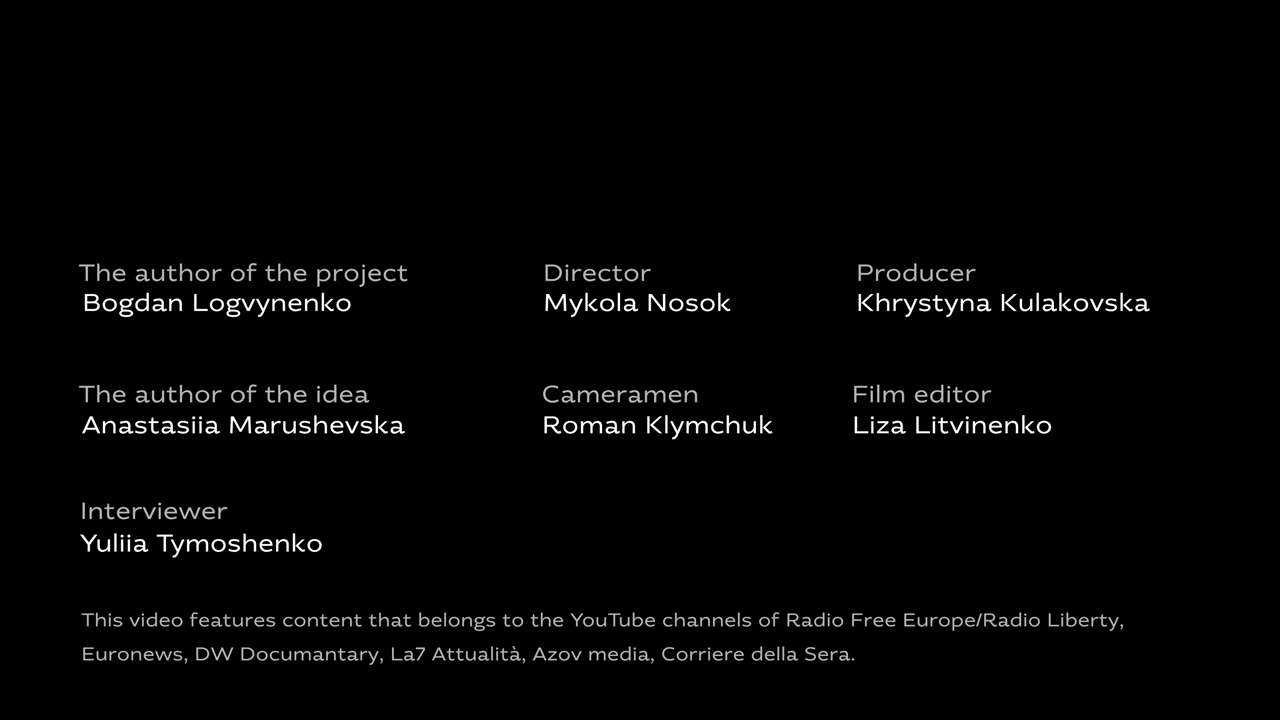 The author of the project
Bogdan Logvynenko
Director
Mykola Nosok
Producer
Khrystyna Kulakovska
The author of the idea
Anastasiia Marushevska
Cameramen
Roman Klymchuk
Film editor
Liza Litvinenko
Interviewer
Yuliia Tymoshenko
This video features content that belongs to the YouTube channels of Radio Free Europe/Radio Liberty,
Euronews, DW Documantary, La7 Attualità, Azov media, Corriere della Sera.